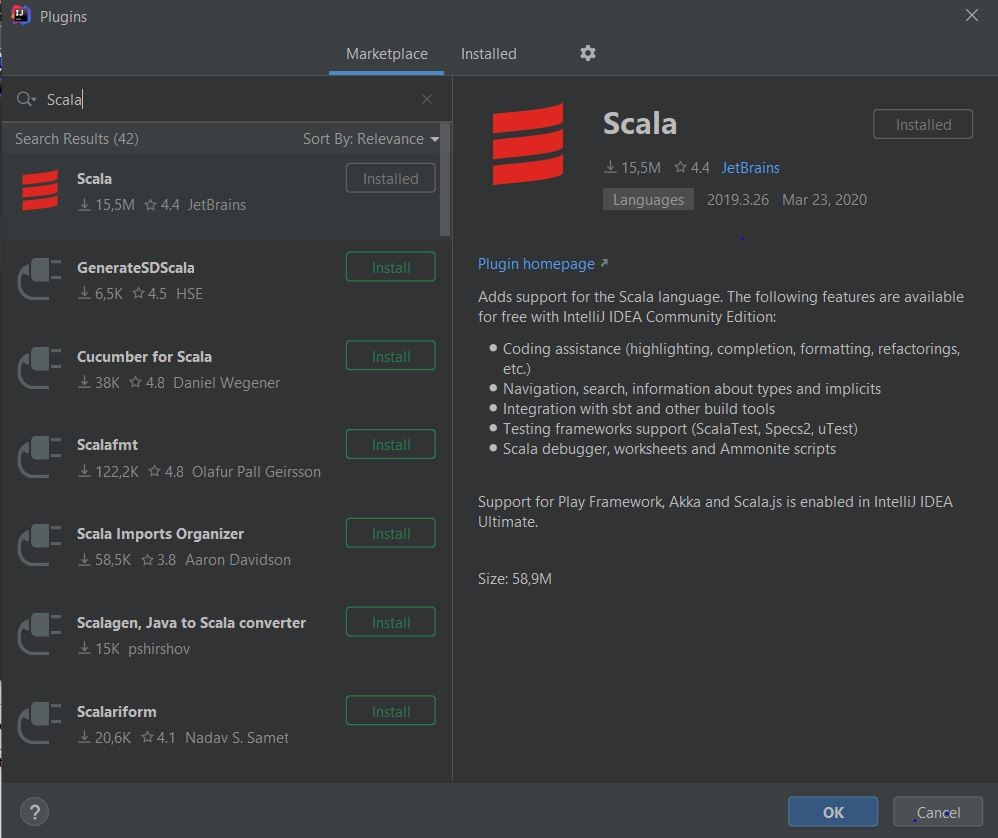 Plugins
Marketplace Installed
Scala
Search Results (42) Sort By: Relevance
Scala Installed
15,5M 4.4 JetBrains
GenerateSDScala Install
6,5K 4.5 HSE
Cucumber for Scala Install
38K 4.8 Daniel Wegener
Scalafmt Install
122,2K 4.8 Olafur Pall Geirsson
Scala Imports Organizer Install
58,5K 3.8 Aaron Davidson
Scalagen, Java to Scala converter Install
15K pshirshov
Scalariform Install
20,6K 4.1 Nadav S. Samet
Scala Installed
15,5M 4.4 JetBrains
Languages 2019.3.26 Mar 23, 2020
Plugin homepage
Adds support for the Scala language. The following features are available
for free with IntelliJ IDEA Community Edition:
Coding assistance (highlighting, completion, formatting, refactorings,
etc.)
Navigation, search, information about types and implicits
Integration with sbt and other build tools
Testing frameworks support (ScalaTest, Specs2, uTest)
Scala debugger, worksheets and Ammonite scripts
Support for Play Framework, Akka and Scala.js is enabled in IntelliJ IDEA
Ultimate.
Size: 58,9M
? OK Cancel